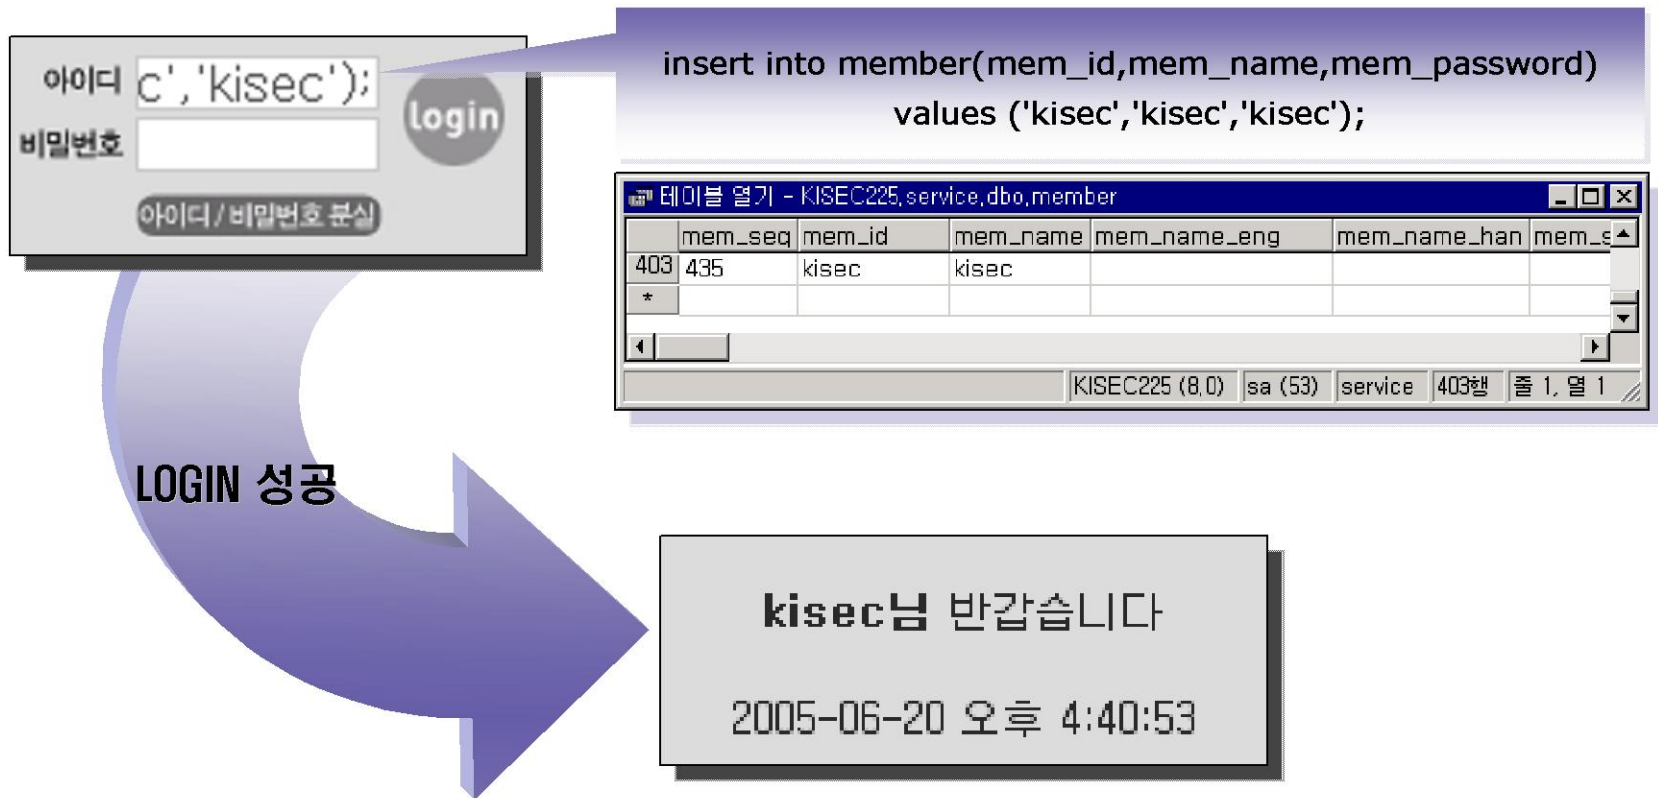 아이디
c','kisec');
login
비밀번호
아이디 / 비밀번호 분실
insert into member(mem_id,mem_name,mem_password)
values ('kisec','kisec','kisec');
테이블 열기 - KISEC225,service,dbo,member
mem_seq mem_id mem_name mem_name_eng mem_name_han mem_s
403 435 kisec kisec
*
KISEC225 (8,0) sa (53) service 403행 줄 1, 열 1
LOGIN 성공
kisec님 반갑습니다
2005-06-20 오후 4:40:53